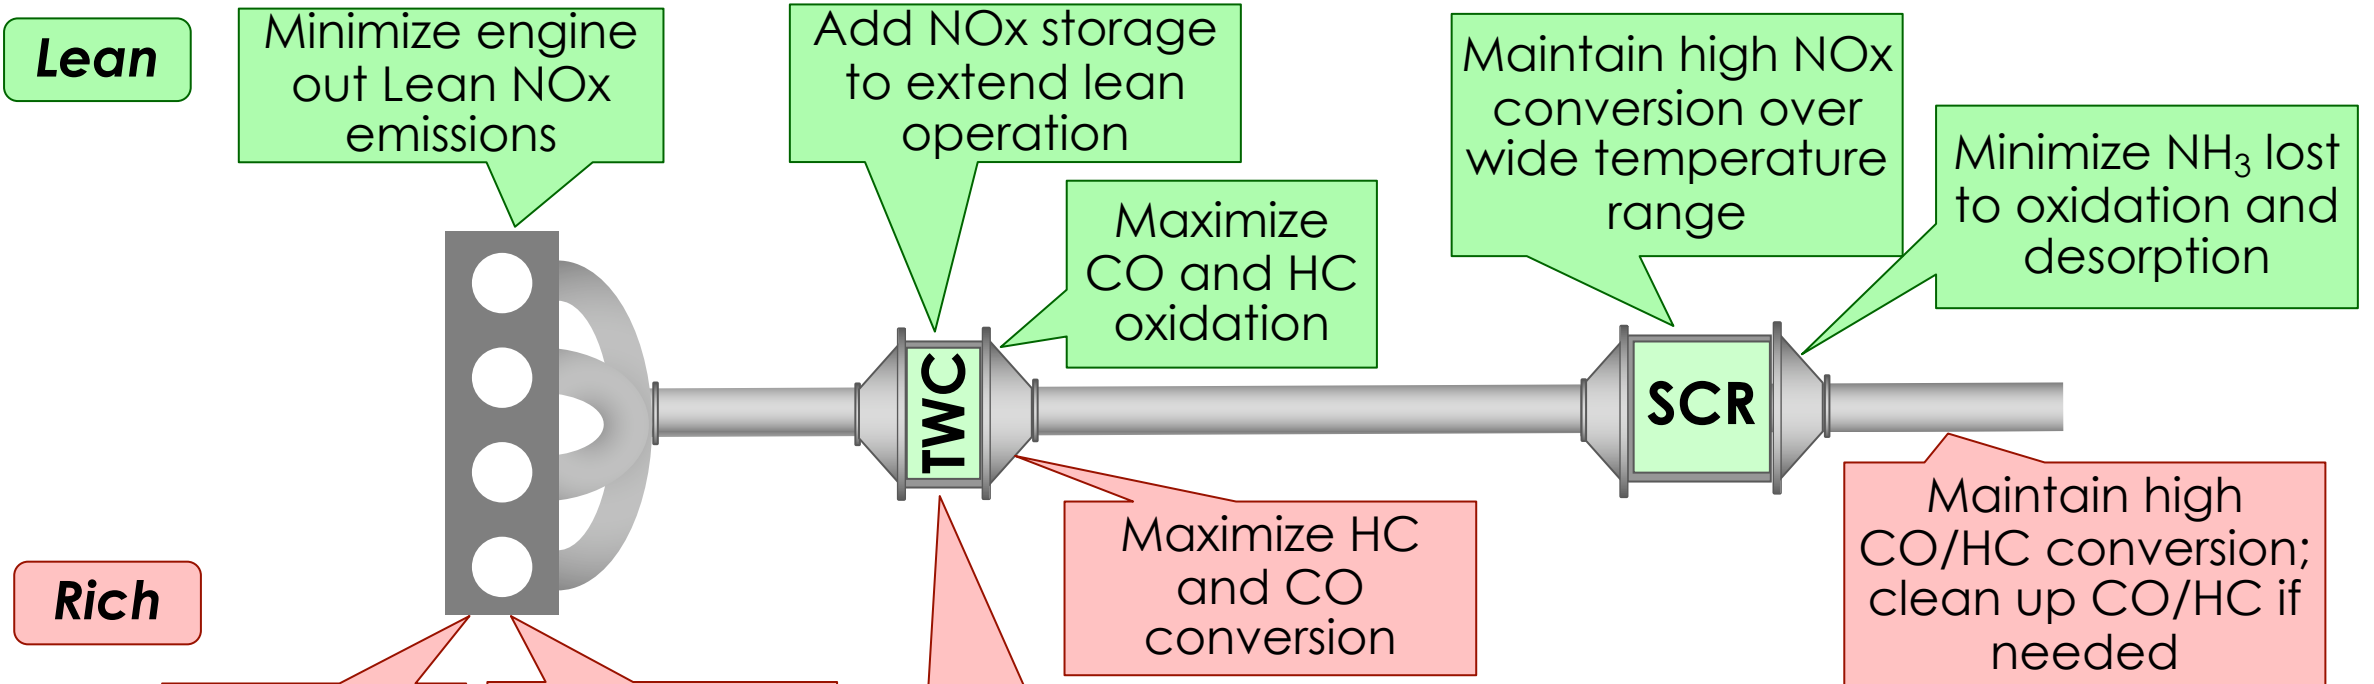 Lean
Minimize engine
out Lean NOx
emissions
Add NOx storage
to extend lean
operation
Maximize
CO and HC
oxidation
Maintain high NOx
conversion over
wide temperature
range
Minimize NH₃ lost
to oxidation and
desorption
TWC
SCR
Rich
Maximize HC
and CO
conversion
Maintain high
CO/HC conversion;
clean up CO/HC if
needed